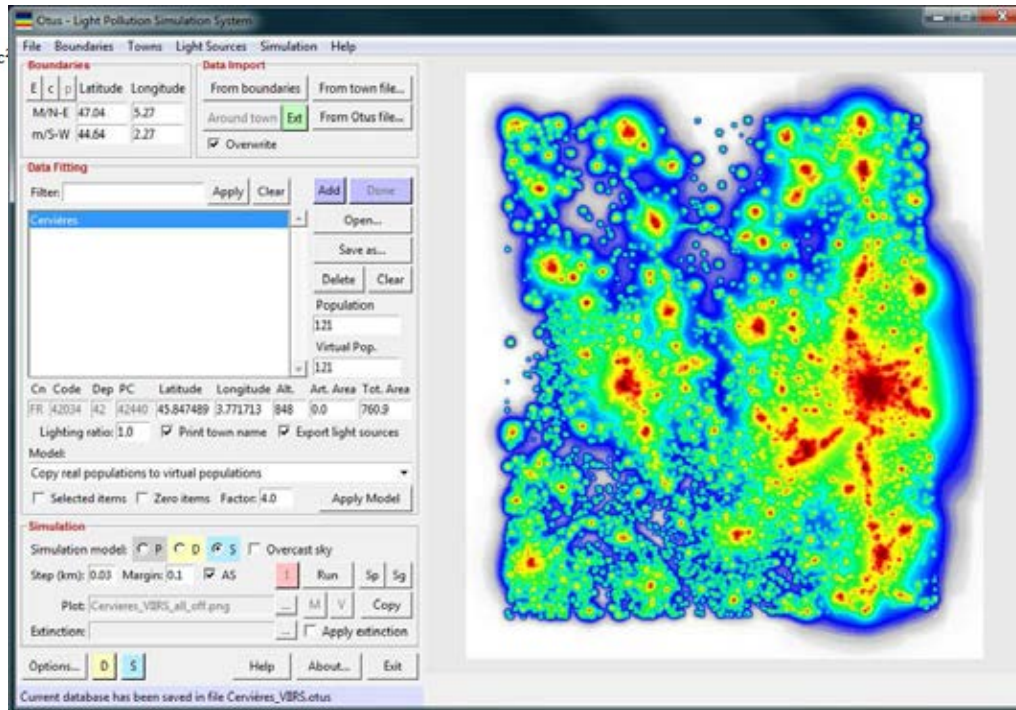 Otus - Light Pollution Simulation System
File Boundaries Towns Light Sources Simulation Help
Boundaries
E c p Latitude Longitude
M/N-E 47.04 5.27
m/S-W 44.64 2.27
Data Import
From boundaries From town file...
Around town Ext From Otus file...
Overwrite
Data Fitting
Filter: Apply Clear Add Done
Cervières
Open...
Save as...
Delete Clear
Population
121
Virtual Pop.
121
Cn Code Dep PC Latitude Longitude Alt. Art. Area Tot. Area
FR 42034 42 42440 45.847489 3.771713 848 0.0 760.9
Lighting ratio: 1.0 Print town name Export light sources
Model:
Copy real populations to virtual populations
Selected items Zero items Factor: 4.0 Apply Model
Simulation
Simulation model: P D S Overcast sky
Step (km): 0.03 Margin: 0.1 AS I Run Sp Sg
Plot: Cervieres_VIIRS_all_off.png ... M V Copy
Extinction: ... Apply extinction
Options... D S Help About... Exit
Current database has been saved in file Cervières_VIIRS.otus